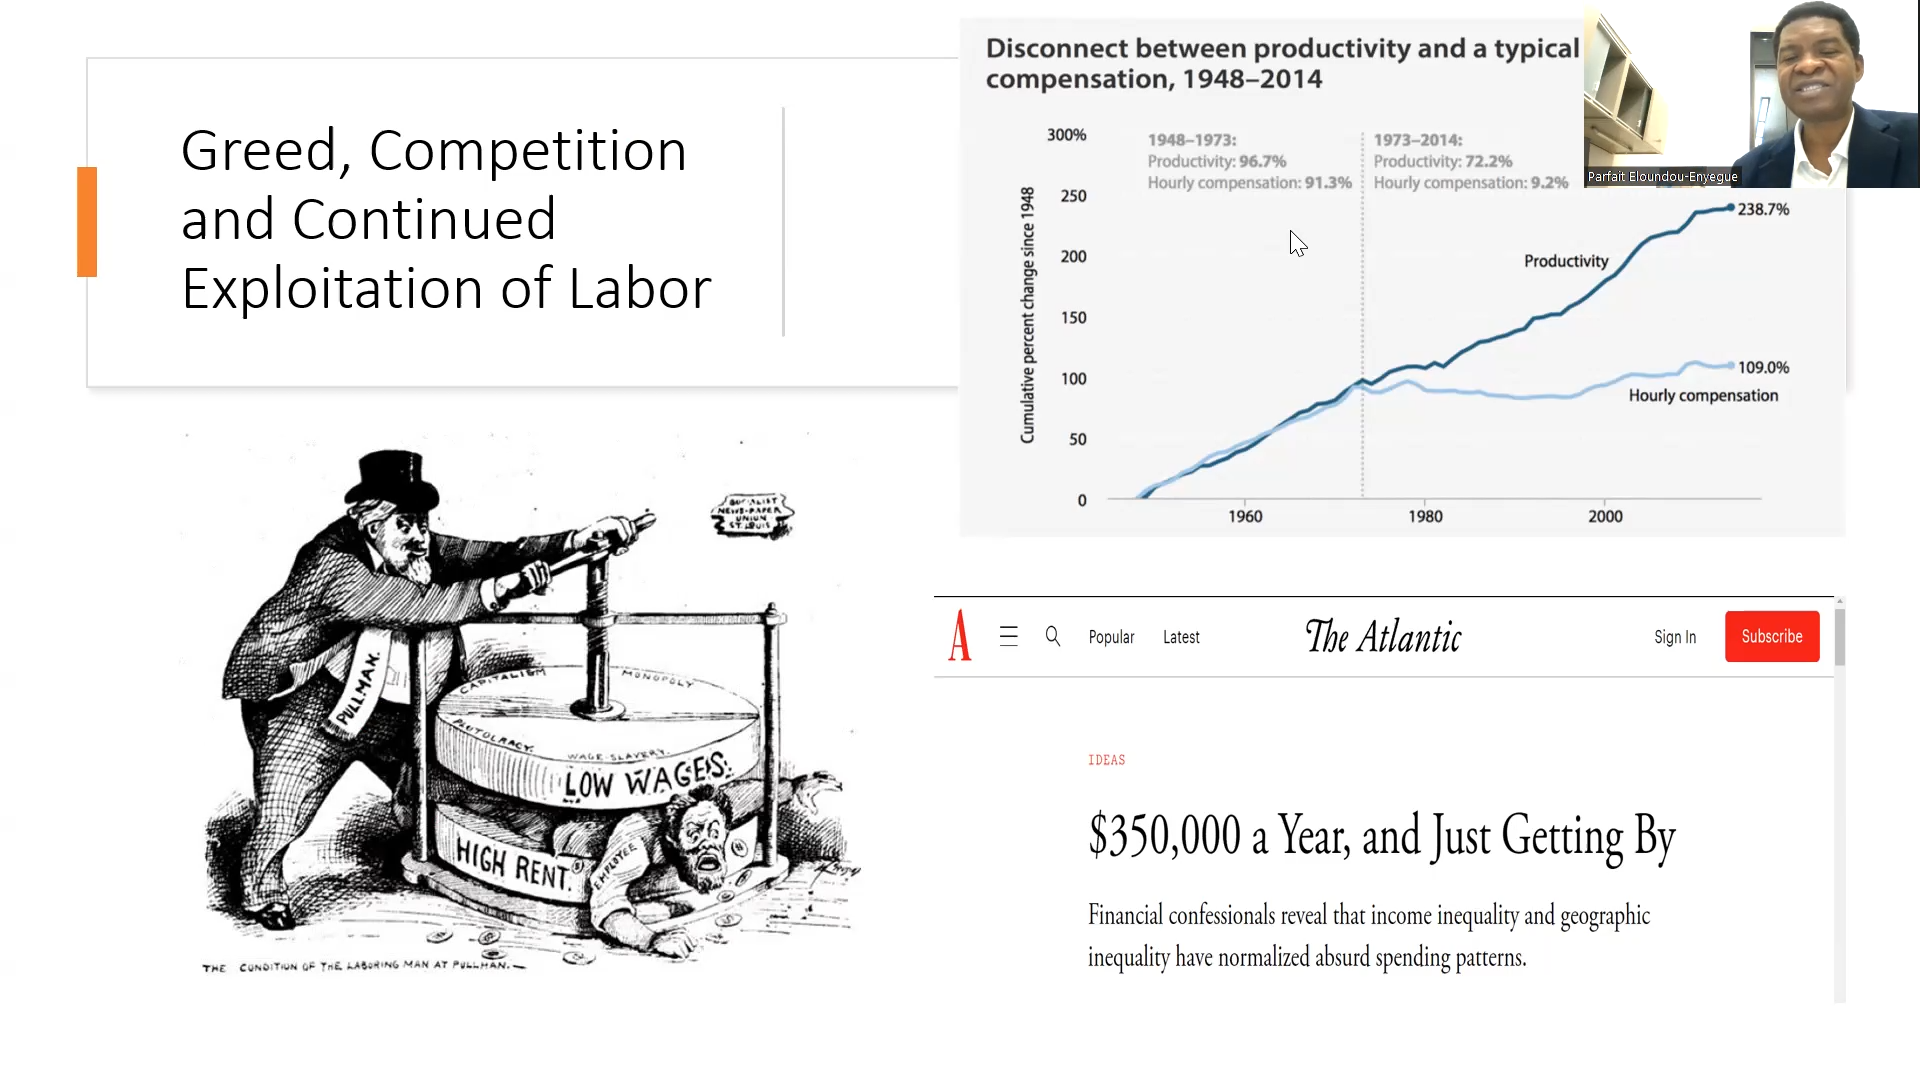 Greed, Competition
and Continued
Exploitation of Labor
Disconnect between productivity and a typical
compensation, 1948–2014
300%
250
200
150
100
50
0
Cumulative percent change since 1948
1948–1973:
Productivity: 96.7%
Hourly compensation: 91.3%
1973–2014:
Productivity: 72.2%
Hourly compensation: 9.2%
238.7%
Productivity
109.0%
Hourly compensation
1960 1980 2000
Parfait Eloundou-Enyegue
SOCIALIST
NEWS-PAPER
UNION
ST. LOUIS
PULLMAN.
CAPITALISM MONOPOLY
PLUTOCRACY. WAGE-SLAVERY.
LOW WAGES.
HIGH RENT.
EMPLOYEE
THE CONDITION OF THE LABORING MAN AT PULLMAN.
A Popular Latest The Atlantic Sign In Subscribe
IDEAS
$350,000 a Year, and Just Getting By
Financial confessionals reveal that income inequality and geographic
inequality have normalized absurd spending patterns.